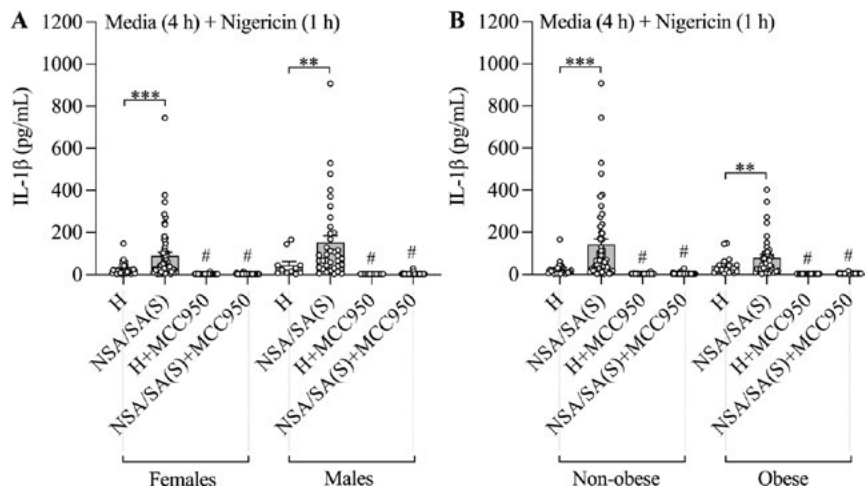 A Media (4 h) + Nigericin (1 h)
IL-1β (pg/mL)
1200
1000
800
600
400
200
0
***
**
#
#
#
#
H
NSA/SA(S)
H+MCC950
NSA/SA(S)+MCC950
H
NSA/SA(S)
H+MCC950
NSA/SA(S)+MCC950
Females
Males
B Media (4 h) + Nigericin (1 h)
IL-1β (pg/mL)
1200
1000
800
600
400
200
0
***
**
#
#
#
#
H
NSA/SA(S)
H+MCC950
NSA/SA(S)+MCC950
H
NSA/SA(S)
H+MCC950
NSA/SA(S)+MCC950
Non-obese
Obese